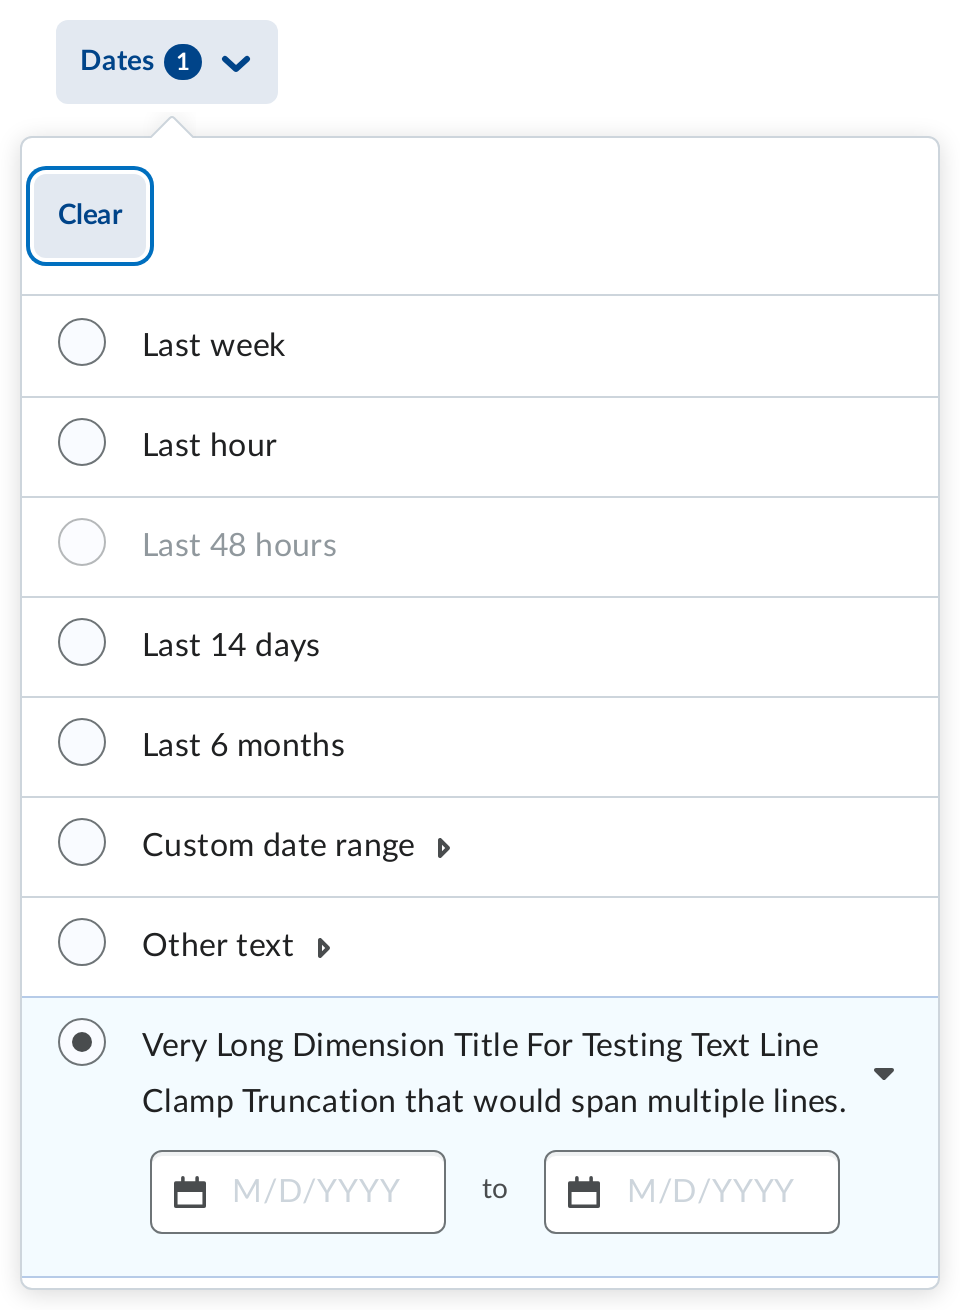 Dates 1
Clear
Last week
Last hour
Last 48 hours
Last 14 days
Last 6 months
Custom date range
Other text
Very Long Dimension Title For Testing Text Line
Clamp Truncation that would span multiple lines.
M/D/YYYY to M/D/YYYY